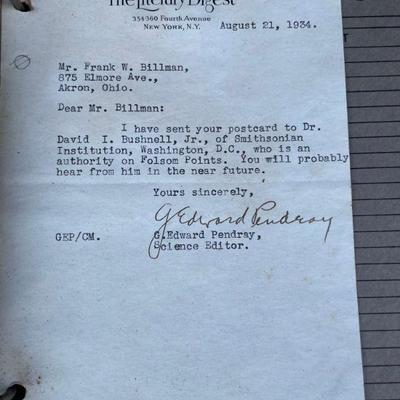 The Literary Digest
354-360 Fourth Avenue
New York, N.Y.
August 21, 1934.
Mr. Frank W. Billman,
875 Elmore Ave.,
Akron, Ohio.
Dear Mr. Billman:
I have sent your postcard to Dr.
David I. Bushnell, Jr., of Smithsonian
Institution, Washington, D.C., who is an
authority on Folsom Points. You will probably
hear from him in the near future.
Yours sincerely,
G Edward Pendray
GEP/CM. G.Edward Pendray,
Science Editor.